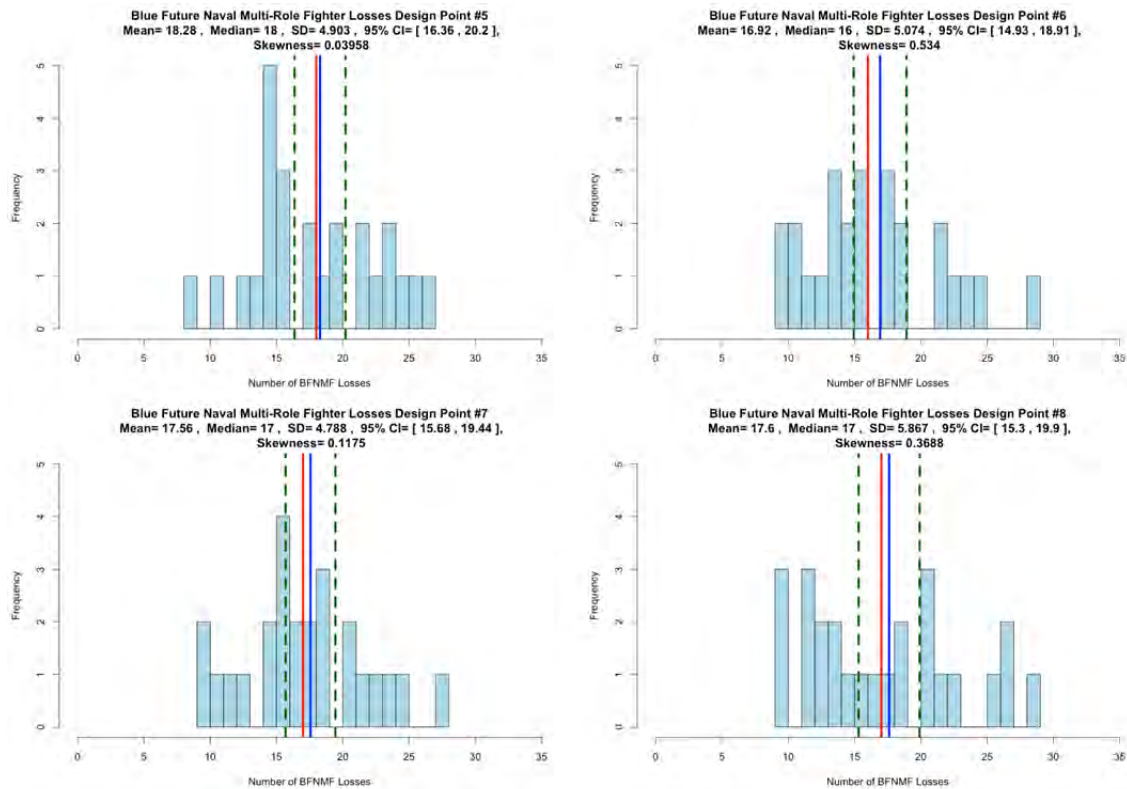 Blue Future Naval Multi-Role Fighter Losses Design Point #5
Mean= 18.28 , Median= 18 , SD= 4.903 , 95% CI= [ 16.36 , 20.2 ],
Skewness= 0.03958
5
4
3
2
1
0
Frequency
0 5 10 15 20 25 30 35
Number of BFNMF Losses
Blue Future Naval Multi-Role Fighter Losses Design Point #6
Mean= 16.92 , Median= 16 , SD= 5.074 , 95% CI= [ 14.93 , 18.91 ],
Skewness= 0.534
5
4
3
2
1
0
Frequency
0 5 10 15 20 25 30 35
Number of BFNMF Losses
Blue Future Naval Multi-Role Fighter Losses Design Point #7
Mean= 17.56 , Median= 17 , SD= 4.788 , 95% CI= [ 15.68 , 19.44 ],
Skewness= 0.1175
5
4
3
2
1
0
Frequency
0 5 10 15 20 25 30 35
Number of BFNMF Losses
Blue Future Naval Multi-Role Fighter Losses Design Point #8
Mean= 17.6 , Median= 17 , SD= 5.867 , 95% CI= [ 15.3 , 19.9 ],
Skewness= 0.3688
5
4
3
2
1
0
Frequency
0 5 10 15 20 25 30 35
Number of BFNMF Losses